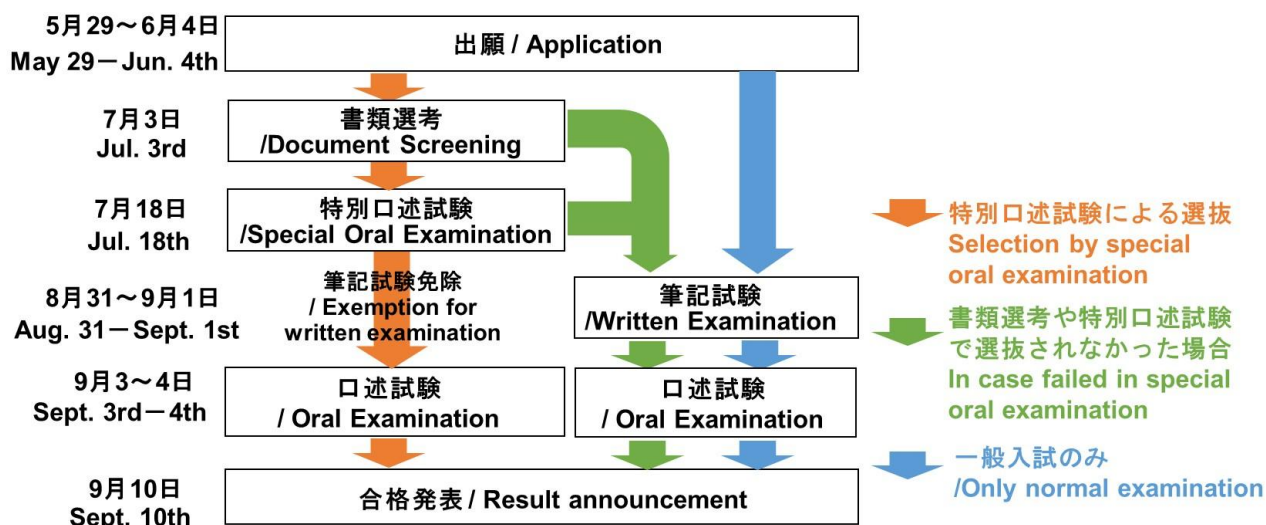 5月29～6月4日
May 29－Jun. 4th
出願 / Application
7月3日
Jul. 3rd
書類選考
/Document Screening
7月18日
Jul. 18th
特別口述試験
/Special Oral Examination
8月31～9月1日
Aug. 31－Sept. 1st
筆記試験免除
/ Exemption for
written examination
筆記試験
/Written Examination
9月3～4日
Sept. 3rd－4th
口述試験
/ Oral Examination
口述試験
/ Oral Examination
9月10日
Sept. 10th
合格発表 / Result announcement
特別口述試験による選抜
Selection by special
oral examination
書類選考や特別口述試験
で選抜されなかった場合
In case failed in special
oral examination
一般入試のみ
/Only normal examination